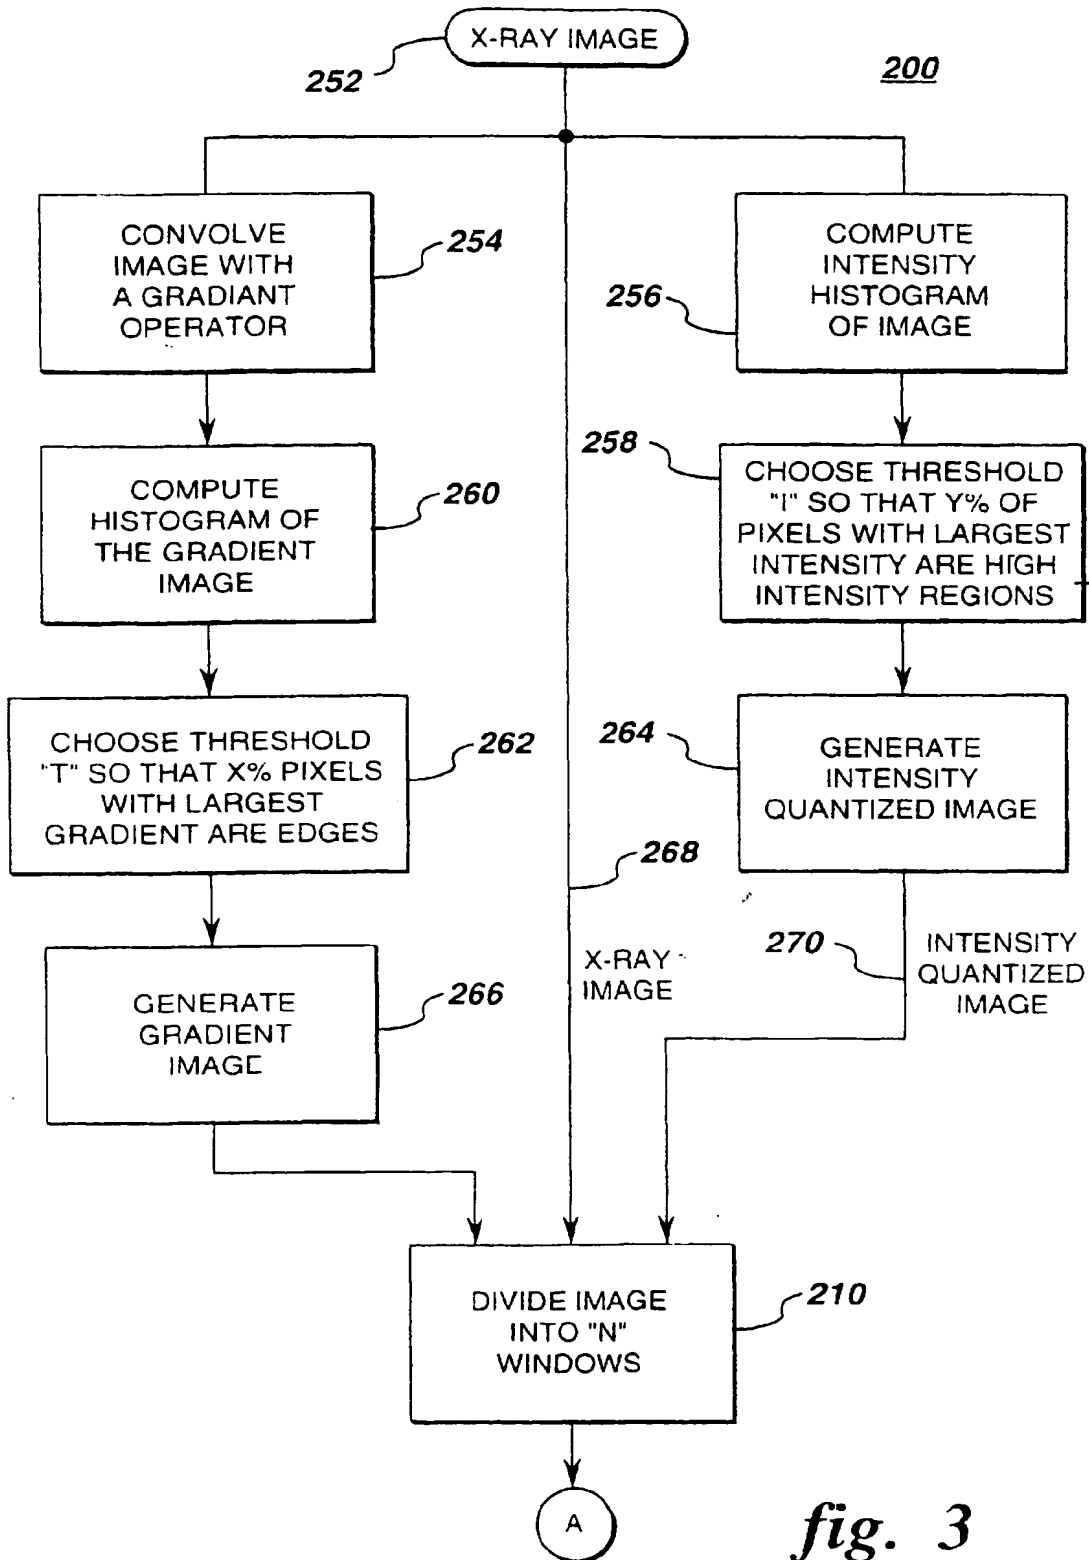 X-RAY IMAGE
252
200
CONVOLVE
IMAGE WITH
A GRADIANT
OPERATOR
254
COMPUTE
INTENSITY
HISTOGRAM
OF IMAGE
256
COMPUTE
HISTOGRAM OF
THE GRADIENT
IMAGE
260
258
CHOOSE THRESHOLD
"I" SO THAT Y% OF
PIXELS WITH LARGEST
INTENSITY ARE HIGH
INTENSITY REGIONS
CHOOSE THRESHOLD
"T" SO THAT X% PIXELS
WITH LARGEST
GRADIENT ARE EDGES
262
264
GENERATE
INTENSITY
QUANTIZED IMAGE
268
GENERATE
GRADIENT
IMAGE
266
X-RAY
IMAGE
270
INTENSITY
QUANTIZED
IMAGE
DIVIDE IMAGE
INTO "N"
WINDOWS
210
A
fig. 3